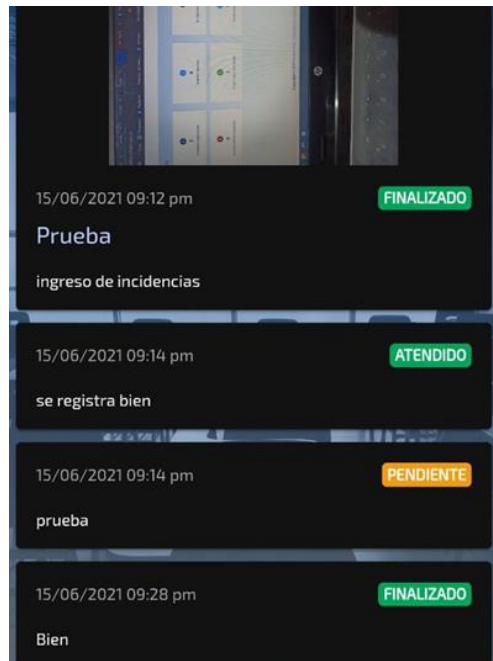 15/06/2021 09:12 pm FINALIZADO
Prueba
ingreso de incidencias
15/06/2021 09:14 pm ATENDIDO
se registra bien
15/06/2021 09:14 pm PENDIENTE
prueba
15/06/2021 09:28 pm FINALIZADO
Bien